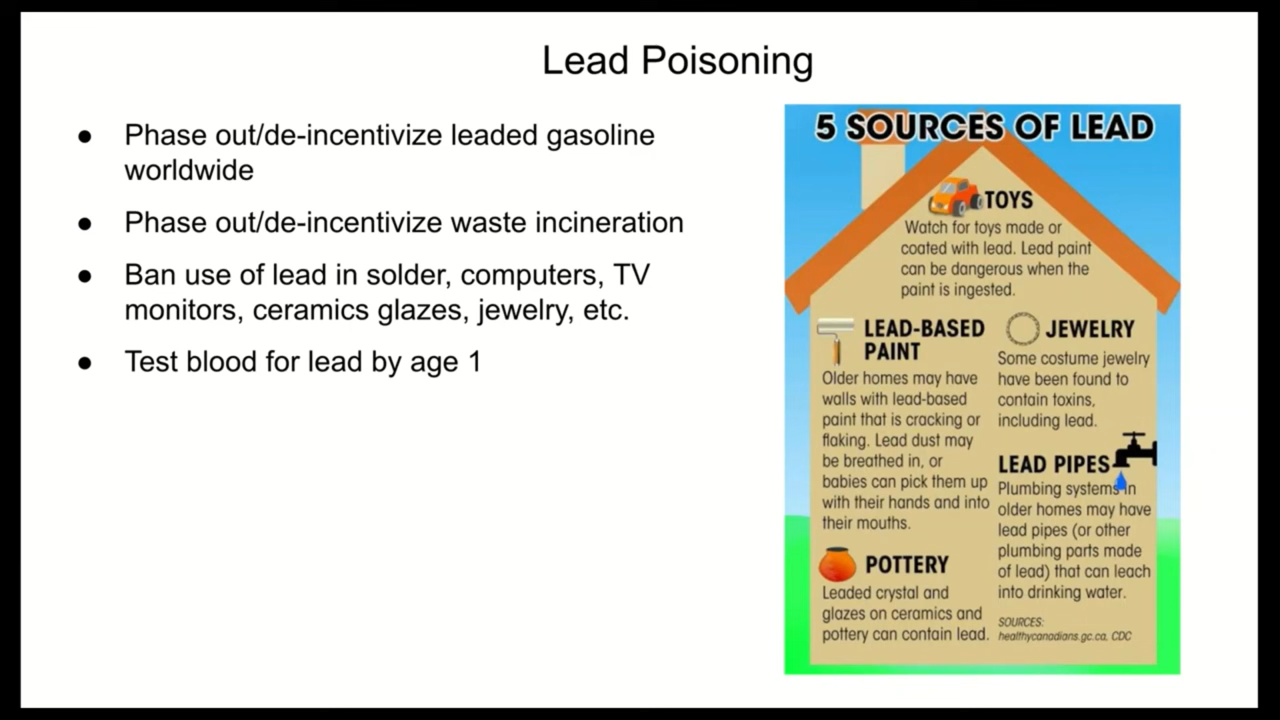 Lead Poisoning
● Phase out/de-incentivize leaded gasoline
worldwide
● Phase out/de-incentivize waste incineration
● Ban use of lead in solder, computers, TV
monitors, ceramics glazes, jewelry, etc.
● Test blood for lead by age 1
5 SOURCES OF LEAD
TOYS
Watch for toys made or
coated with lead. Lead paint
can be dangerous when the
paint is ingested.
LEAD-BASED
PAINT
Older homes may have
walls with lead-based
paint that is cracking or
flaking. Lead dust may
be breathed in, or
babies can pick them up
with their hands and into
their mouths.
POTTERY
Leaded crystal and
glazes on ceramics and
pottery can contain lead.
JEWELRY
Some costume jewelry
have been found to
contain toxins,
including lead.
LEAD PIPES
Plumbing systems in
older homes may have
lead pipes (or other
plumbing parts made
of lead) that can leach
into drinking water.
SOURCES:
healthycanadians.gc.ca, CDC